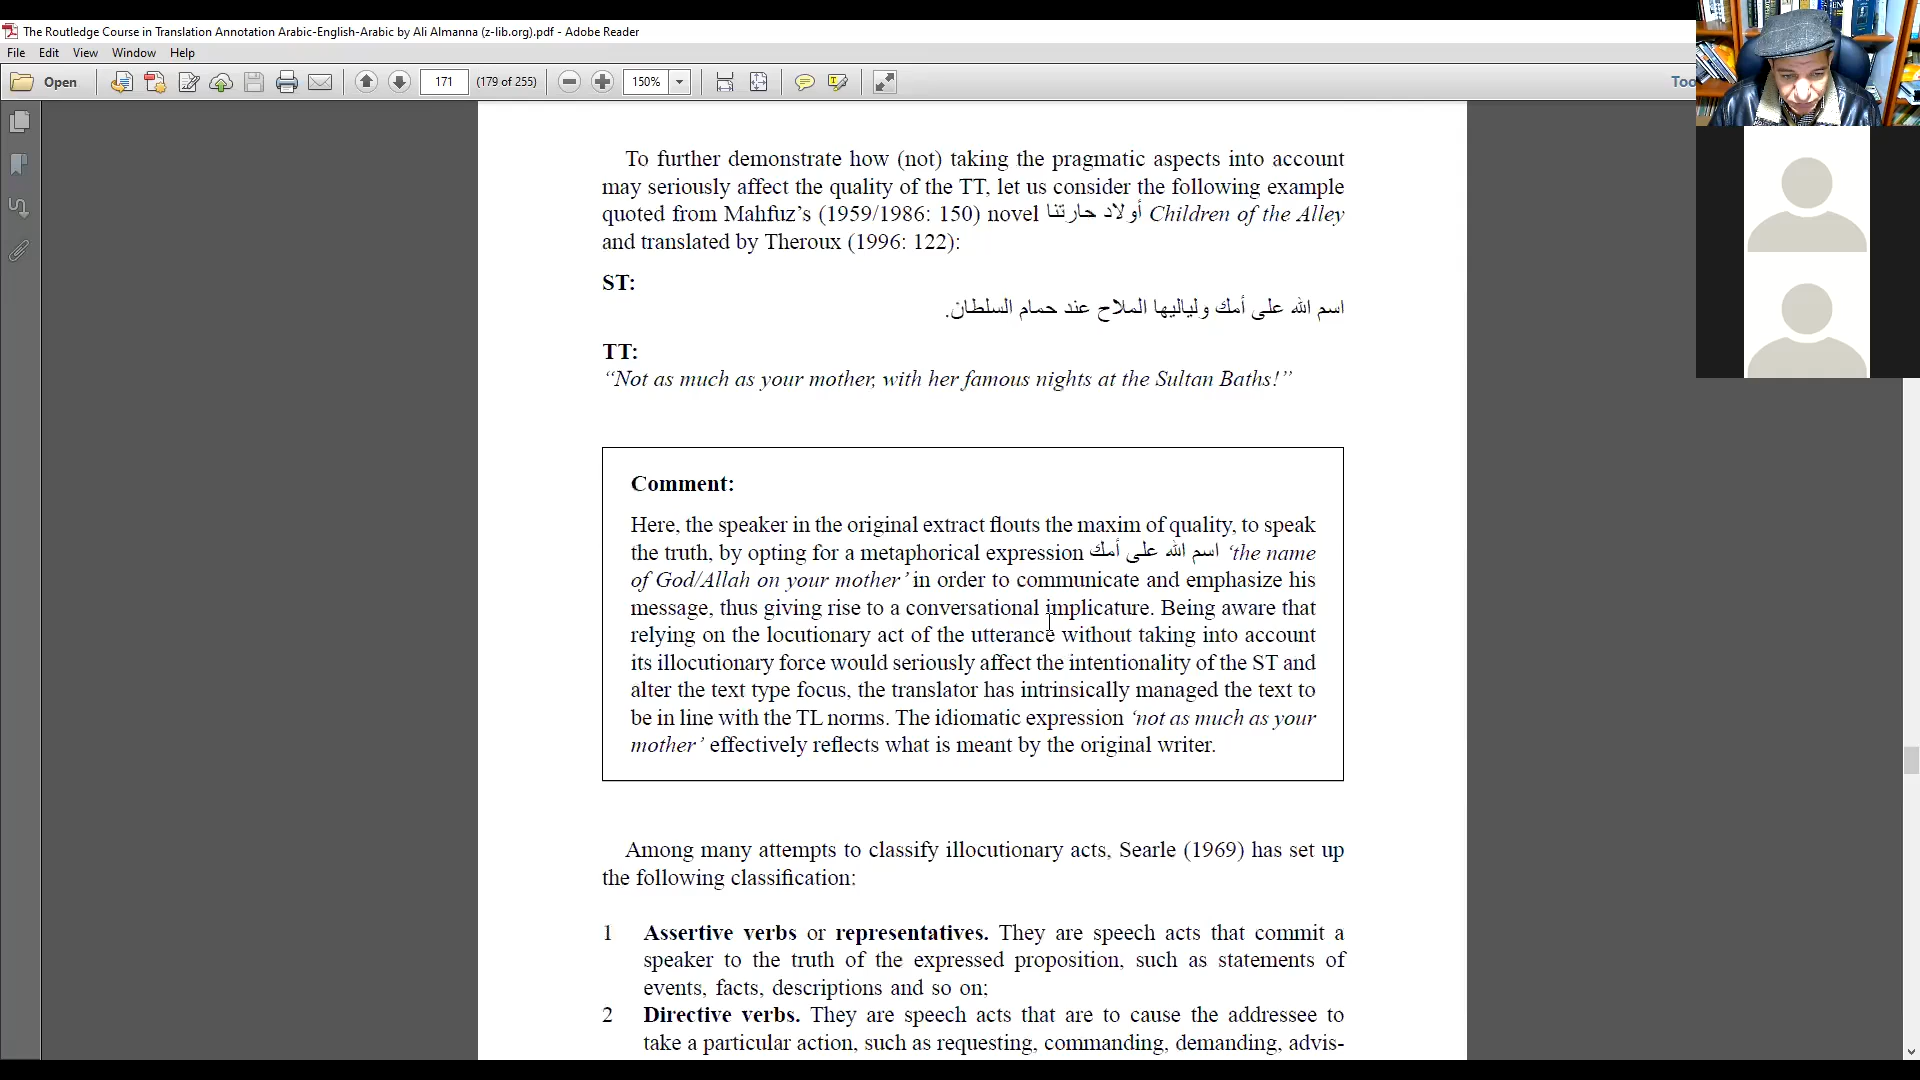 The Routledge Course in Translation Annotation Arabic-English-Arabic by Ali Almanna (z-lib.org).pdf - Adobe Reader
File Edit View Window Help
Open 171 (179 of 255) 150% Too
To further demonstrate how (not) taking the pragmatic aspects into account
may seriously affect the quality of the TT, let us consider the following example
quoted from Mahfuz's (1959/1986: 150) novel أولاد حارتنا Children of the Alley
and translated by Theroux (1996: 122):
ST:
اسم الله على أمك ولياليها الملاح عند حمام السلطان.
TT:
“Not as much as your mother, with her famous nights at the Sultan Baths!”
Comment:
Here, the speaker in the original extract flouts the maxim of quality, to speak
the truth, by opting for a metaphorical expression اسم الله على أمك ‘the name
of God/Allah on your mother’ in order to communicate and emphasize his
message, thus giving rise to a conversational implicature. Being aware that
relying on the locutionary act of the utterance without taking into account
its illocutionary force would seriously affect the intentionality of the ST and
alter the text type focus, the translator has intrinsically managed the text to
be in line with the TL norms. The idiomatic expression ‘not as much as your
mother’ effectively reflects what is meant by the original writer.
Among many attempts to classify illocutionary acts, Searle (1969) has set up
the following classification:
1 Assertive verbs or representatives. They are speech acts that commit a
speaker to the truth of the expressed proposition, such as statements of
events, facts, descriptions and so on;
2 Directive verbs. They are speech acts that are to cause the addressee to
take a particular action, such as requesting, commanding, demanding, advis-